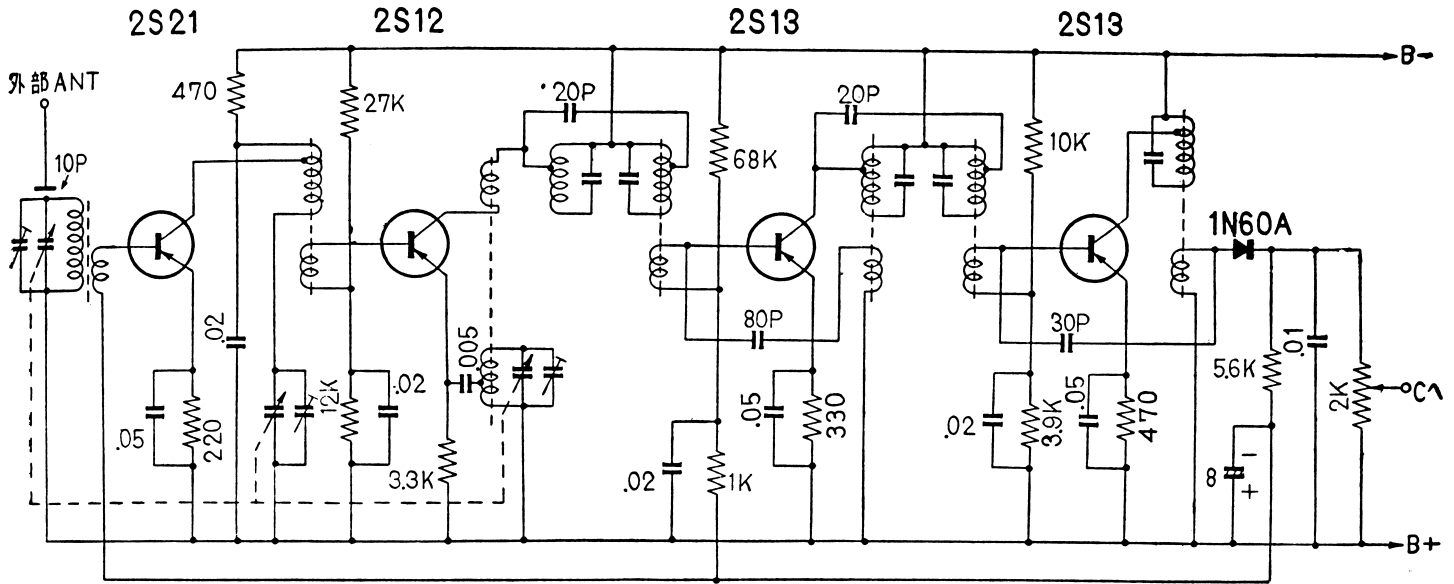 2S21
2S12
2S13
2S13
B-
外部ANT
470
27K
20P
20P
10P
68K
10K
1N60A
.02
.005
80P
30P
5.6K
.01
.05
220
12K
.02
3.3K
.02
1K
.05
330
.02
3.9K
.05
470
2K
Cへ
8
-
+
B+